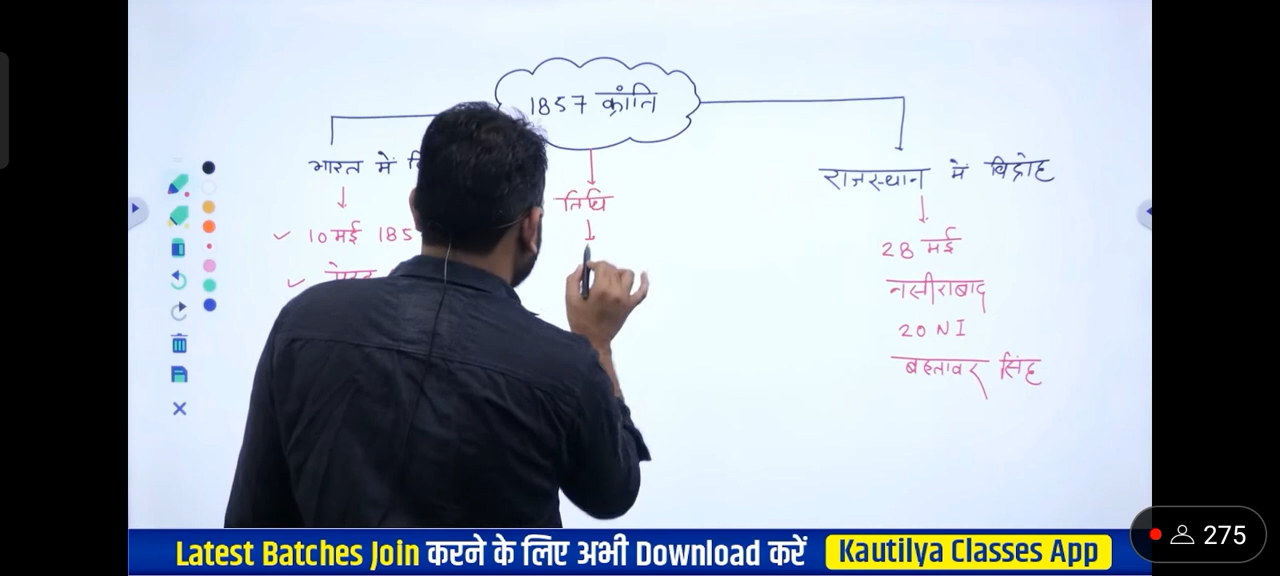 1857 क्रांति
भारत में
तिथि
राजस्थान में विद्रोह
10 मई 185
28 मई
नसीराबाद
20 NI
बख्तावर सिंह
Latest Batches Join करने के लिए अभी Download करें Kautilya Classes App
275